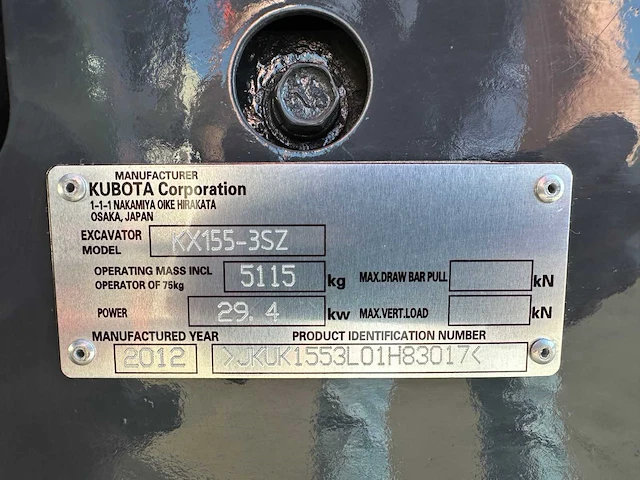 MANUFACTURER
KUBOTA Corporation
1-1-1 NAKAMIYA OIKE HIRAKATA
OSAKA, JAPAN
EXCAVATOR MODEL KX155-3SZ
OPERATING MASS INCL OPERATOR OF 75kg 5115 kg MAX.DRAW BAR PULL kN
POWER 29.4 kw MAX.VERT.LOAD kN
MANUFACTURED YEAR PRODUCT IDENTIFICATION NUMBER
2012 >JKUK1553L01H83017<